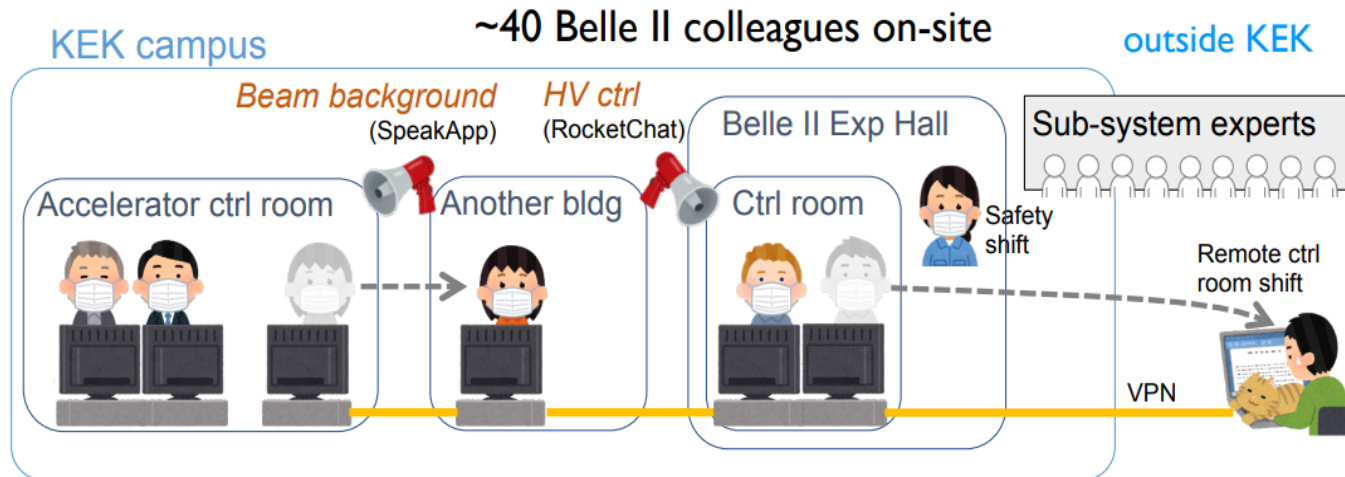 ~40 Belle II colleagues on-site
KEK campus
outside KEK
Beam background
(SpeakApp)
HV ctrl
(RocketChat)
Belle II Exp Hall
Sub-system experts
Accelerator ctrl room
Another bldg
Ctrl room
Safety
shift
Remote ctrl
room shift
VPN